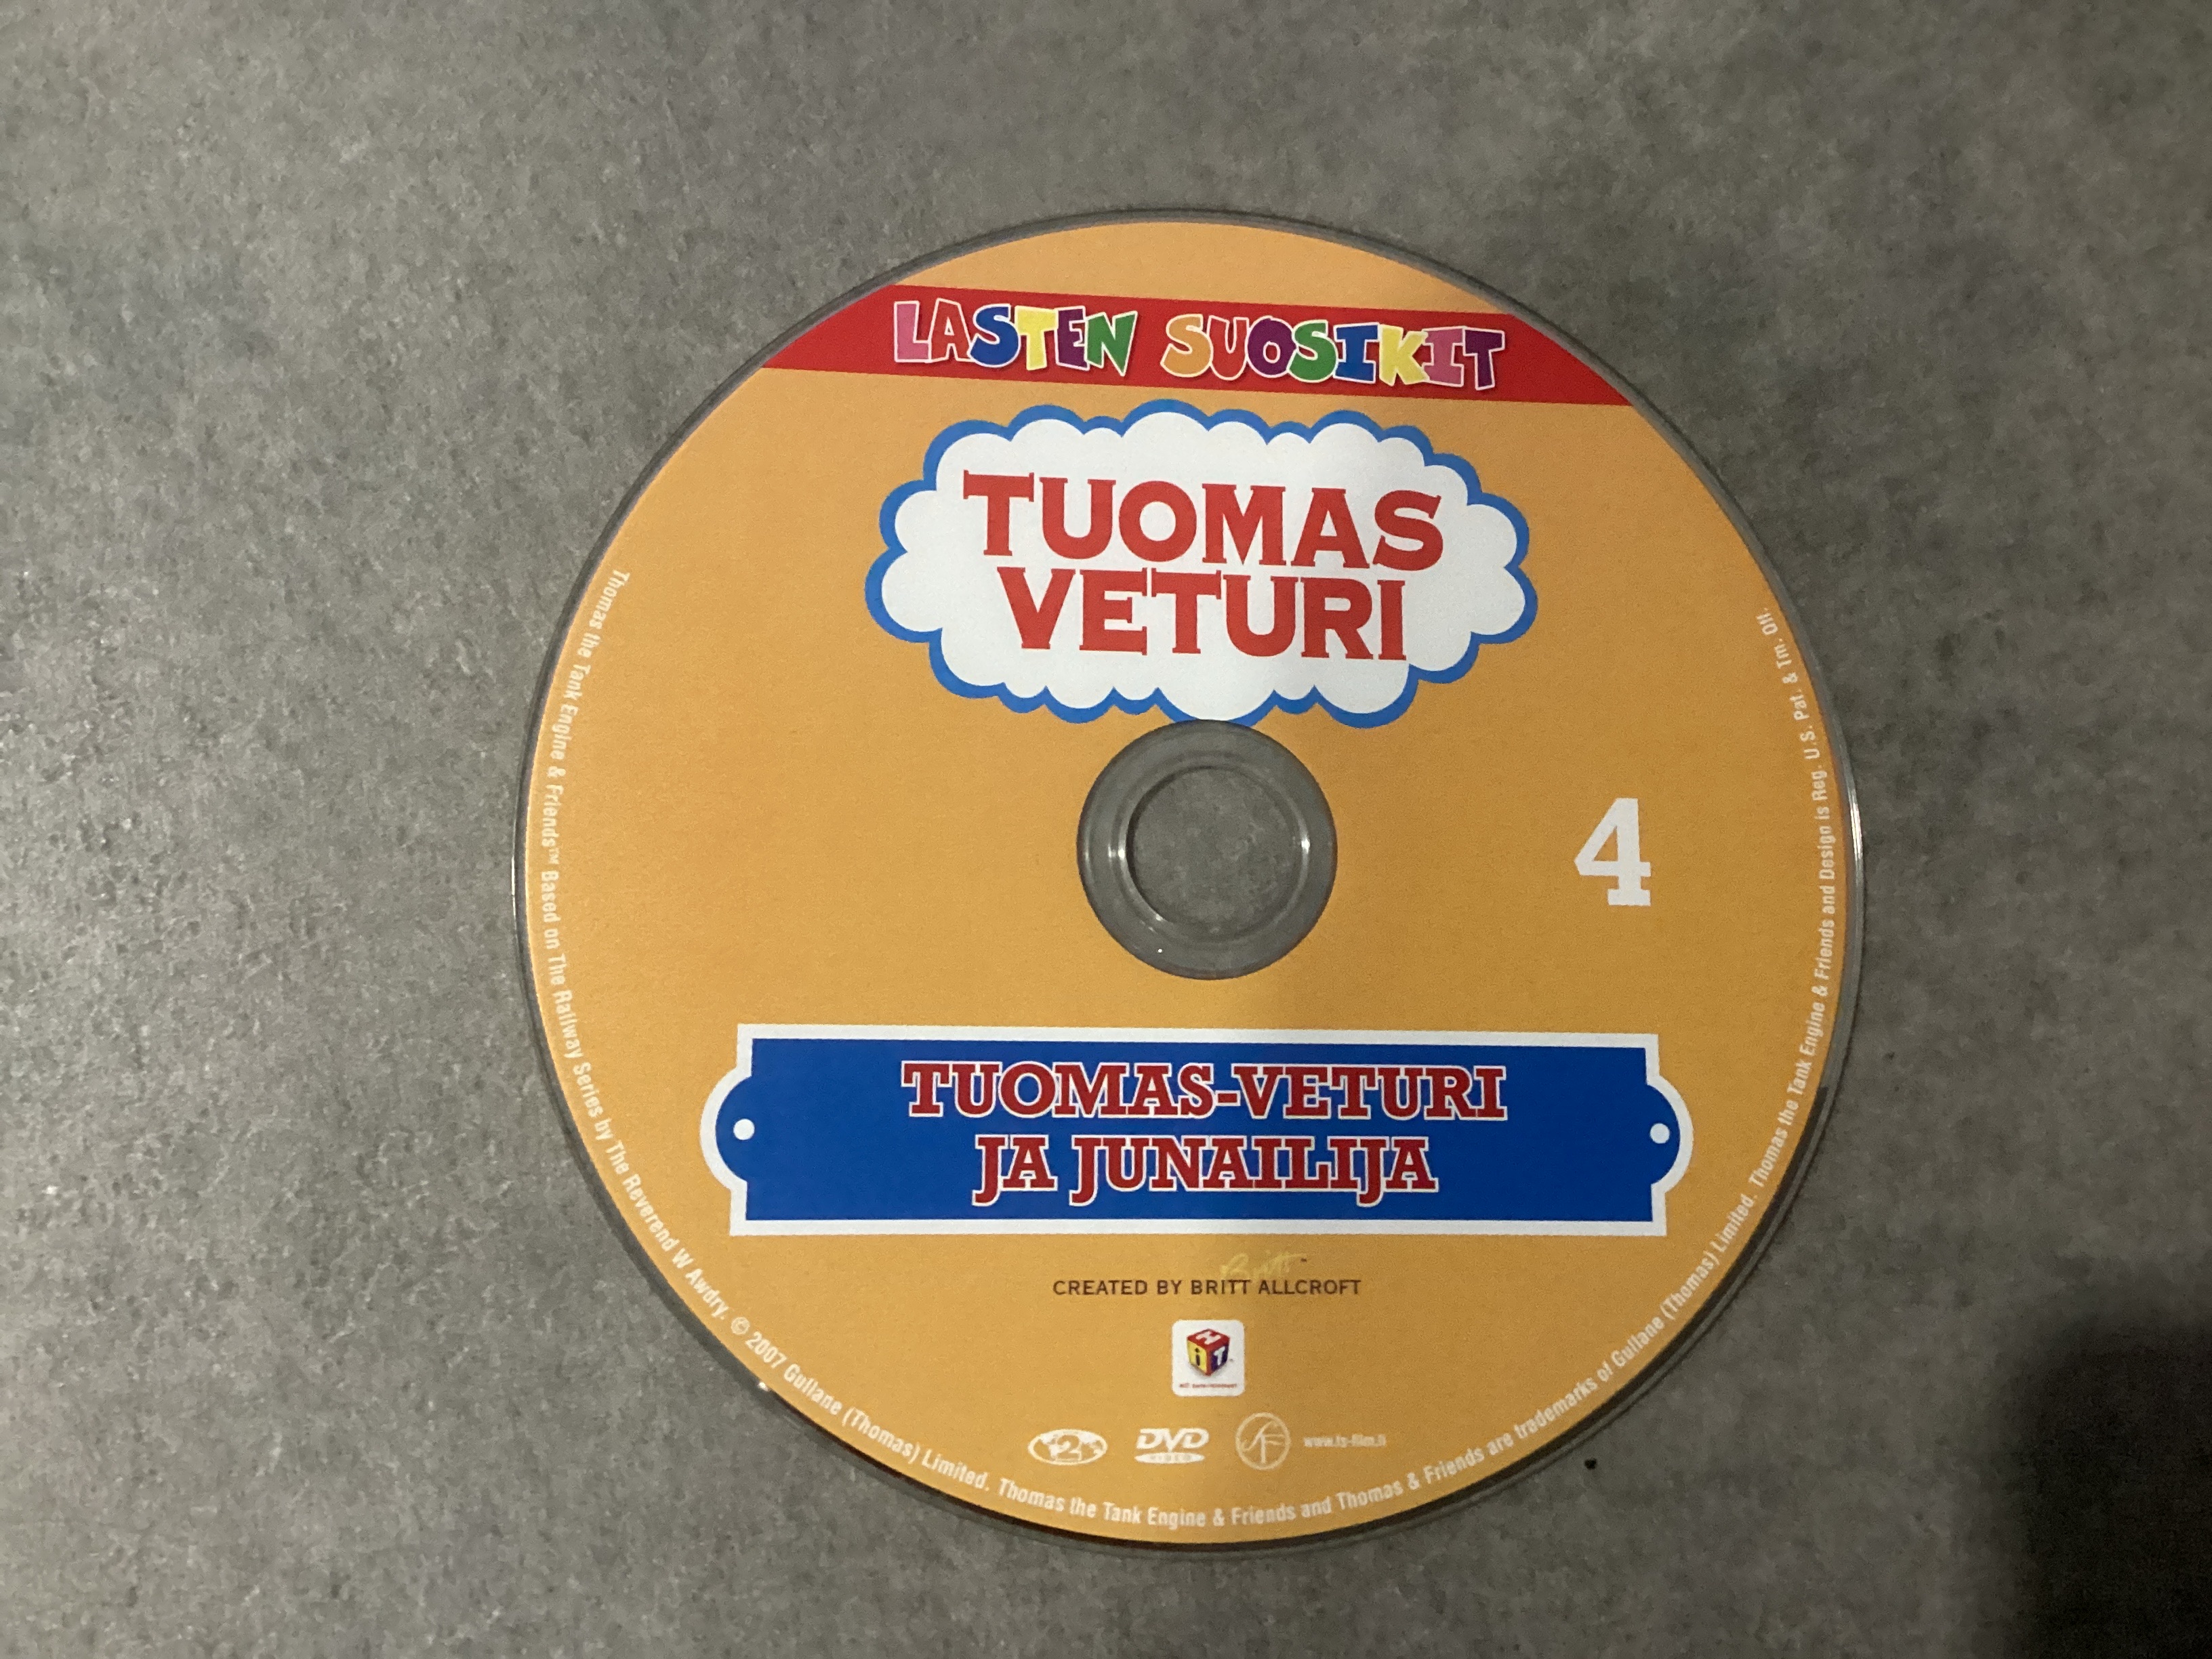 LASTEN SUOSIKIT
TUOMAS
VETURI
4
TUOMAS-VETURI
JA JUNAILIJA
Britt™
CREATED BY BRITT ALLCROFT
HiT
2
DVD
VIDEO
SF
Thomas the Tank Engine & Friends™ Based on The Railway Series by The Reverend W Awdry. © 2007 Gullane (Thomas) Limited. Thomas the Tank Engine & Friends and Thomas & Friends are trademarks of Gullane (Thomas) Limited. Thomas the Tank Engine & Friends and Design is Reg. U.S. Pat. & Tm. Off.